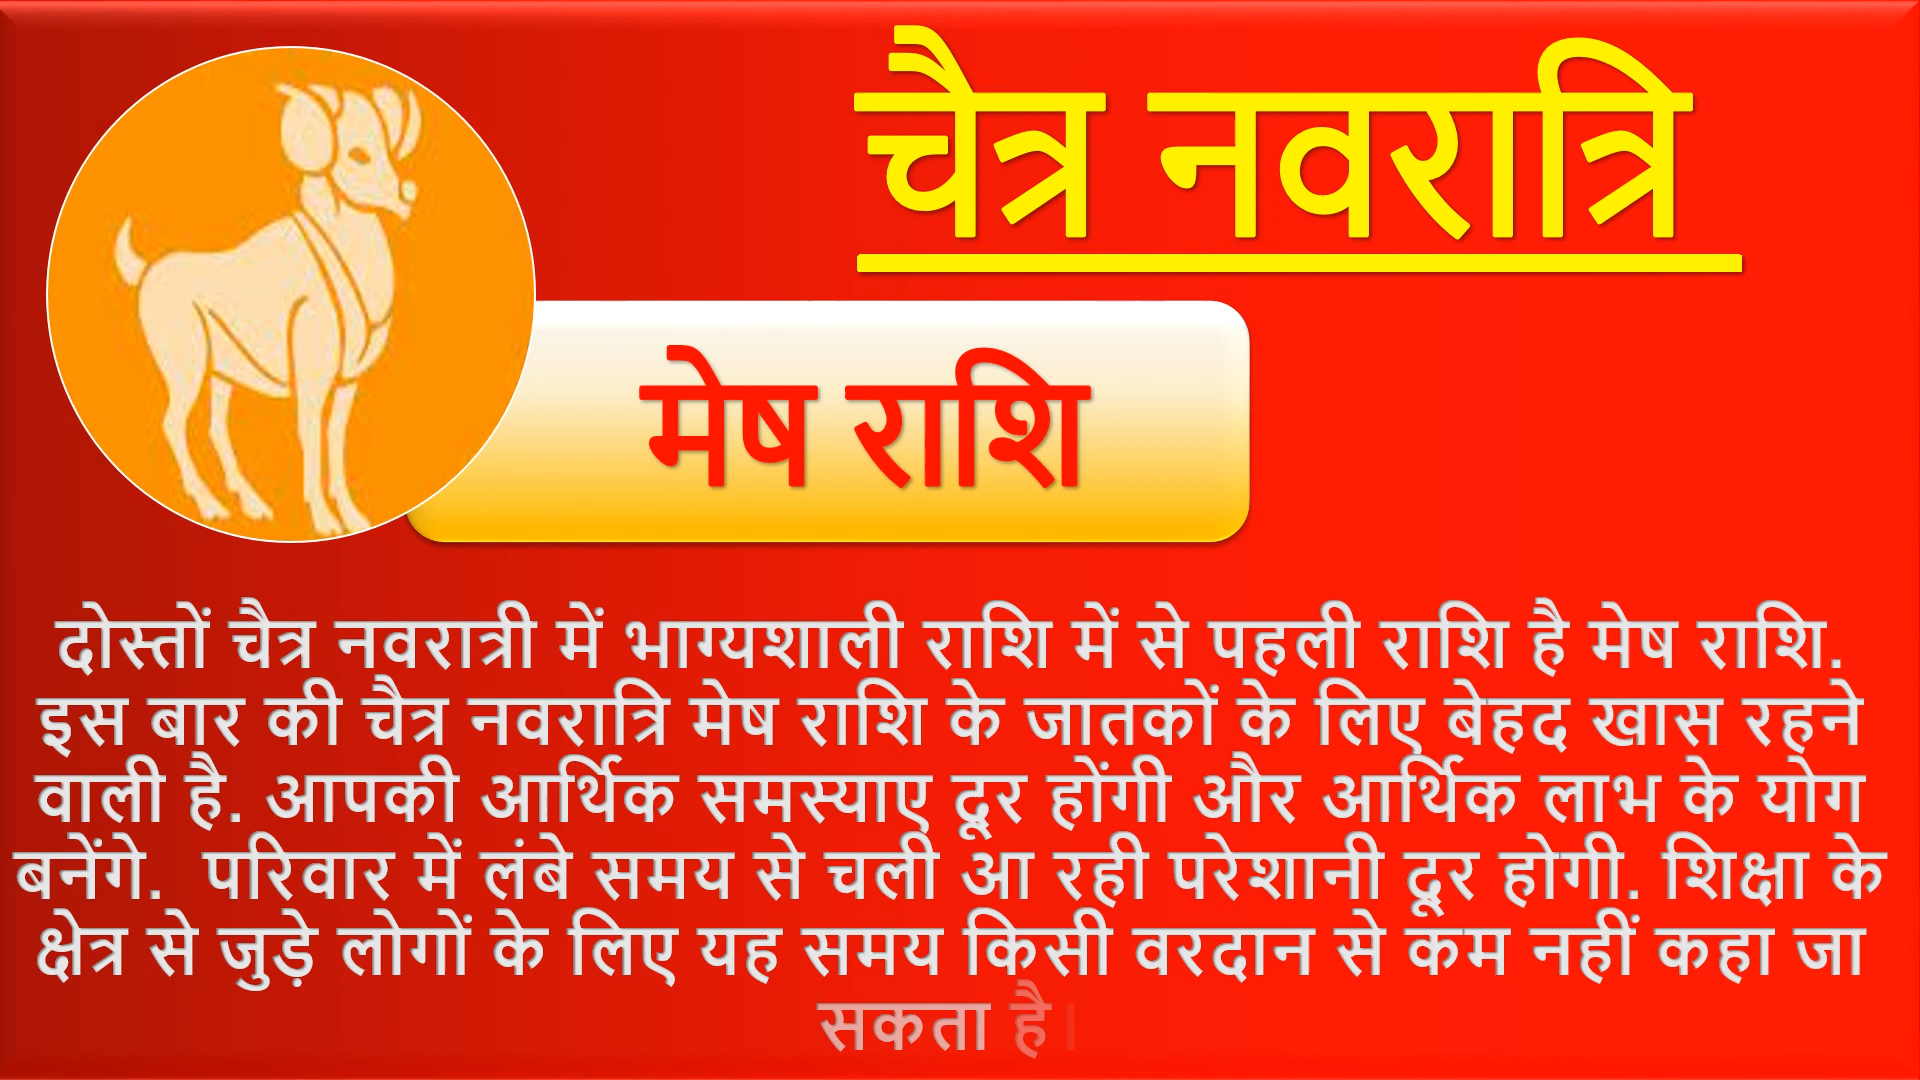 चैत्र नवरात्रि
मेष राशि
दोस्तों चैत्र नवरात्री में भाग्यशाली राशि में से पहली राशि है मेष राशि.
इस बार की चैत्र नवरात्रि मेष राशि के जातकों के लिए बेहद खास रहने
वाली है. आपकी आर्थिक समस्याए दूर होंगी और आर्थिक लाभ के योग
बनेंगे. परिवार में लंबे समय से चली आ रही परेशानी दूर होगी. शिक्षा के
क्षेत्र से जुड़े लोगों के लिए यह समय किसी वरदान से कम नहीं कहा जा
सकता है।